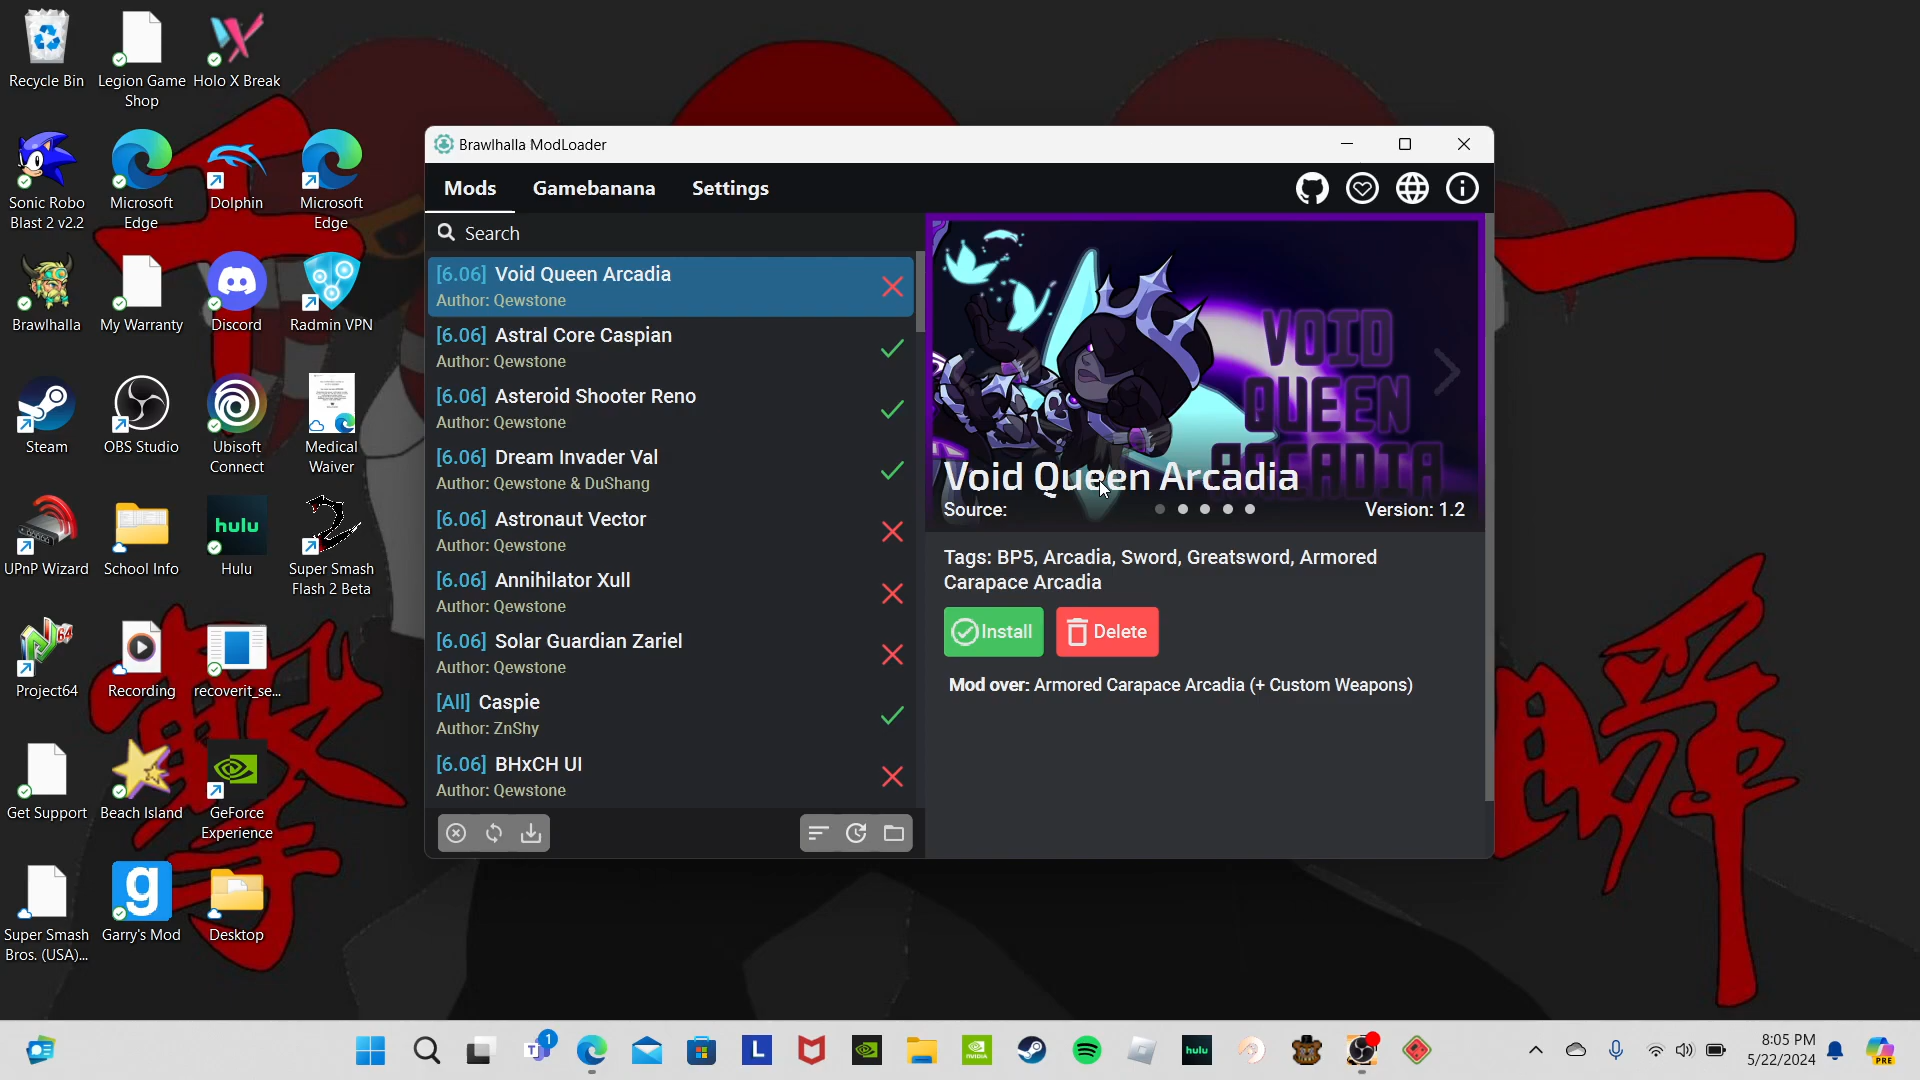 Recycle Bin
Legion Game
Shop
Holo X Break
Sonic Robo
Blast 2 v2.2
Microsoft
Edge
Dolphin
Microsoft
Edge
Brawlhalla
My Warranty
Discord
Radmin VPN
Steam
OBS Studio
Ubisoft
Connect
Medical
Waiver
UPnP Wizard
School Info
hulu
Hulu
Super Smash
Flash 2 Beta
Project64
Recording
recoverit_se...
Get Support
Beach Island
GeForce
Experience
Super Smash
Bros. (USA)...
Garry's Mod
Desktop
Brawlhalla ModLoader
Mods
Gamebanana
Settings
Search
[6.06] Void Queen Arcadia
Author: Qewstone
[6.06] Astral Core Caspian
Author: Qewstone
[6.06] Asteroid Shooter Reno
Author: Qewstone
[6.06] Dream Invader Val
Author: Qewstone & DuShang
[6.06] Astronaut Vector
Author: Qewstone
[6.06] Annihilator Xull
Author: Qewstone
[6.06] Solar Guardian Zariel
Author: Qewstone
[All] Caspie
Author: ZnShy
[6.06] BHxCH UI
Author: Qewstone
VOID
QUEEN
ARCADIA
Void Queen Arcadia
Source:
Version: 1.2
Tags: BP5, Arcadia, Sword, Greatsword, Armored
Carapace Arcadia
Install
Delete
Mod over: Armored Carapace Arcadia (+ Custom Weapons)
8:05 PM
5/22/2024